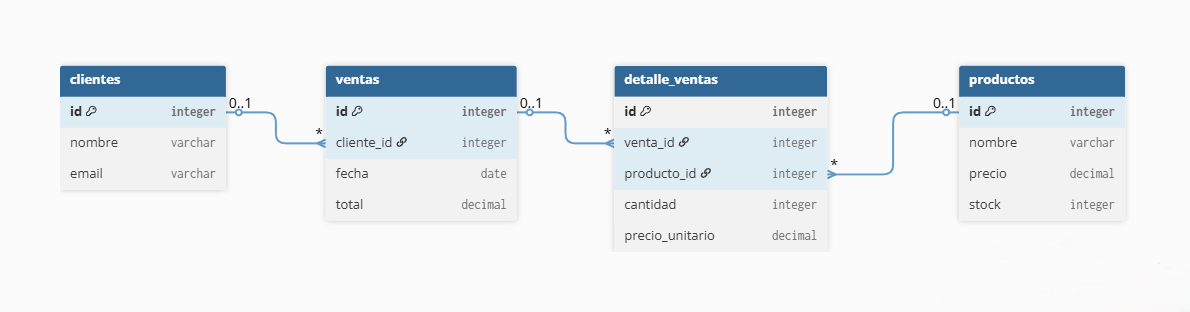 clientes
id integer
nombre varchar
email varchar
0..1
*
ventas
id integer
cliente_id integer
fecha date
total decimal
0..1
*
detalle_ventas
id integer
venta_id integer
producto_id integer
cantidad integer
precio_unitario decimal
*
0..1
productos
id integer
nombre varchar
precio decimal
stock integer